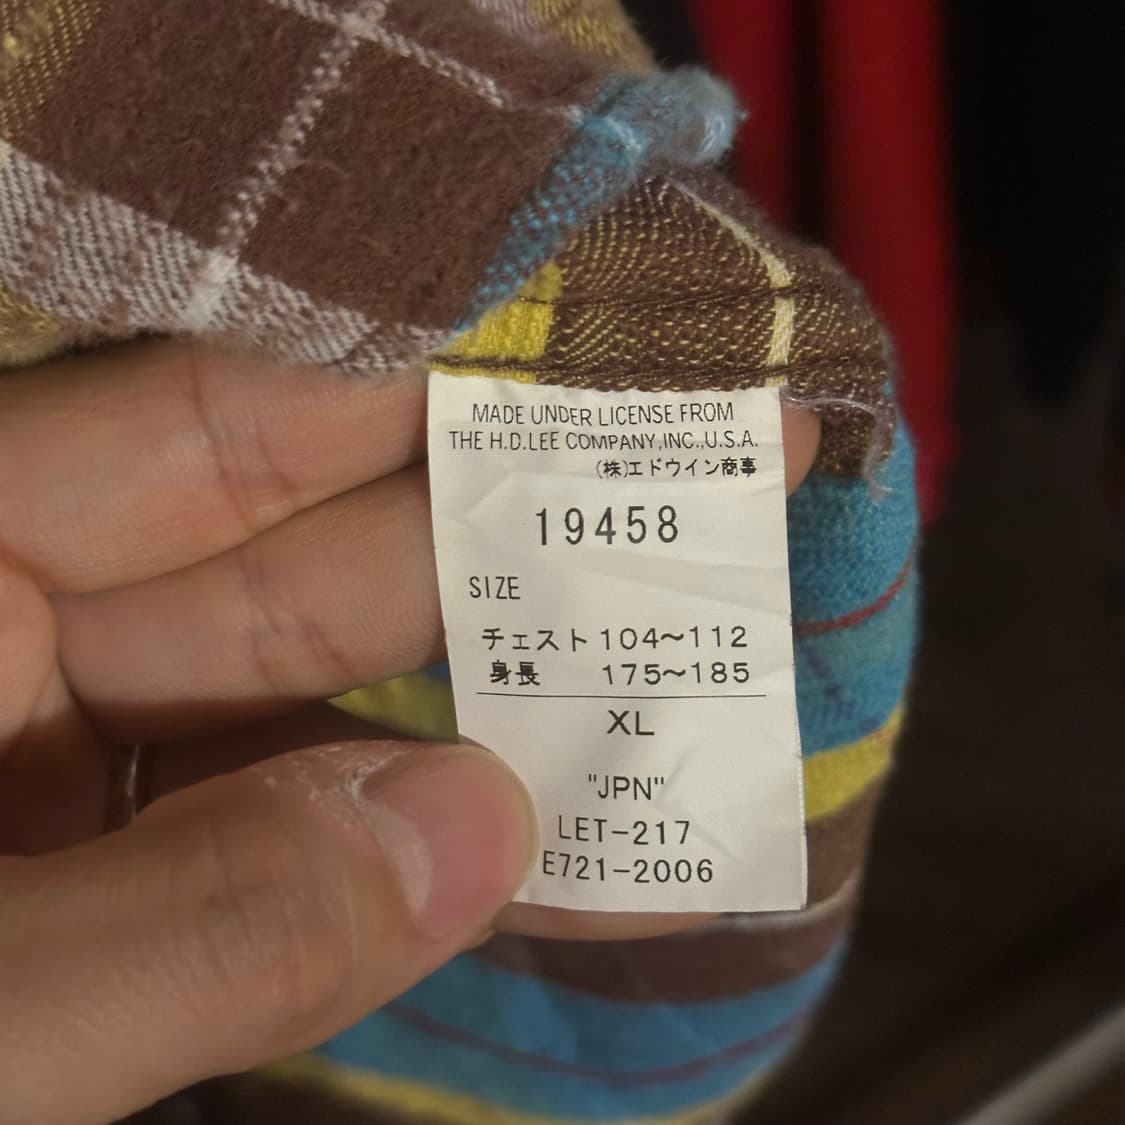 MADE UNDER LICENSE FROM
THE H.D.LEE COMPANY,INC.,U.S.A.
(株)エドウイン商事
19458
SIZE
チェスト 104〜112
身長 175〜185
XL
"JPN"
LET-217
E721-2006